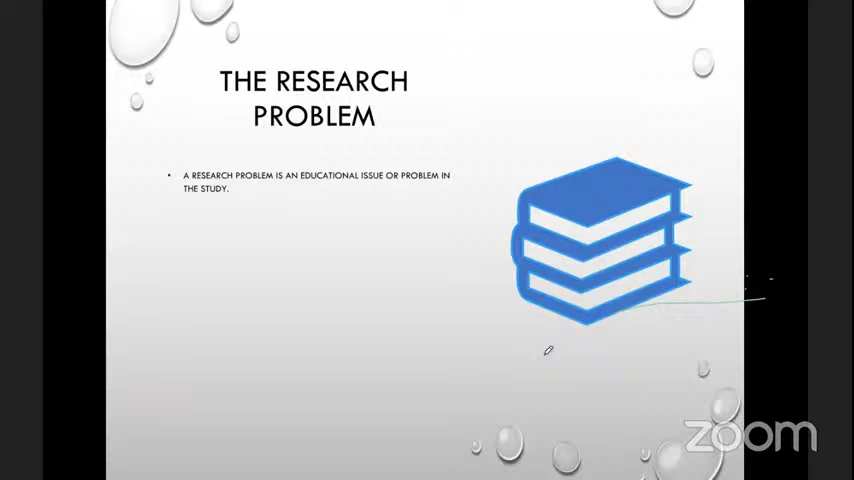 THE RESEARCH
PROBLEM
• A RESEARCH PROBLEM IS AN EDUCATIONAL ISSUE OR PROBLEM IN
THE STUDY.
zoom